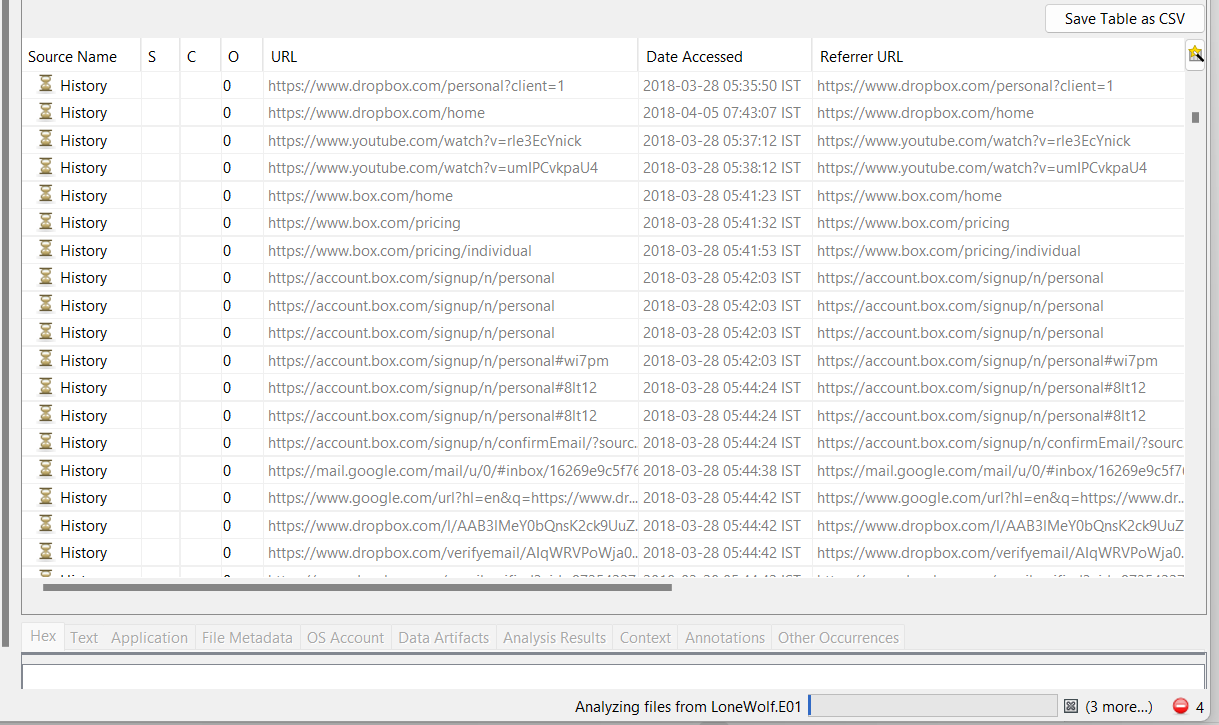 Save Table as CSV
Source Name S C O URL Date Accessed Referrer URL
History 0 https://www.dropbox.com/personal?client=1 2018-03-28 05:35:50 IST https://www.dropbox.com/personal?client=1
History 0 https://www.dropbox.com/home 2018-04-05 07:43:07 IST https://www.dropbox.com/home
History 0 https://www.youtube.com/watch?v=rle3EcYnick 2018-03-28 05:37:12 IST https://www.youtube.com/watch?v=rle3EcYnick
History 0 https://www.youtube.com/watch?v=umIPCvkpaU4 2018-03-28 05:38:12 IST https://www.youtube.com/watch?v=umIPCvkpaU4
History 0 https://www.box.com/home 2018-03-28 05:41:23 IST https://www.box.com/home
History 0 https://www.box.com/pricing 2018-03-28 05:41:32 IST https://www.box.com/pricing
History 0 https://www.box.com/pricing/individual 2018-03-28 05:41:53 IST https://www.box.com/pricing/individual
History 0 https://account.box.com/signup/n/personal 2018-03-28 05:42:03 IST https://account.box.com/signup/n/personal
History 0 https://account.box.com/signup/n/personal 2018-03-28 05:42:03 IST https://account.box.com/signup/n/personal
History 0 https://account.box.com/signup/n/personal 2018-03-28 05:42:03 IST https://account.box.com/signup/n/personal
History 0 https://account.box.com/signup/n/personal#wi7pm 2018-03-28 05:42:03 IST https://account.box.com/signup/n/personal#wi7pm
History 0 https://account.box.com/signup/n/personal#8lt12 2018-03-28 05:44:24 IST https://account.box.com/signup/n/personal#8lt12
History 0 https://account.box.com/signup/n/personal#8lt12 2018-03-28 05:44:24 IST https://account.box.com/signup/n/personal#8lt12
History 0 https://account.box.com/signup/n/confirmEmail/?sourc... 2018-03-28 05:44:24 IST https://account.box.com/signup/n/confirmEmail/?sourc
History 0 https://mail.google.com/mail/u/0/#inbox/16269e9c5f76 2018-03-28 05:44:38 IST https://mail.google.com/mail/u/0/#inbox/16269e9c5f7
History 0 https://www.google.com/url?hl=en&q=https://www.dr... 2018-03-28 05:44:42 IST https://www.google.com/url?hl=en&q=https://www.dr...
History 0 https://www.dropbox.com/l/AAB3lMeY0bQnsK2ck9UuZ... 2018-03-28 05:44:42 IST https://www.dropbox.com/l/AAB3lMeY0bQnsK2ck9UuZ
History 0 https://www.dropbox.com/verifyemail/AIqWRVPoWja0... 2018-03-28 05:44:42 IST https://www.dropbox.com/verifyemail/AIqWRVPoWja0.
Hex Text Application File Metadata OS Account Data Artifacts Analysis Results Context Annotations Other Occurrences
Analyzing files from LoneWolf.E01 (3 more...) 4